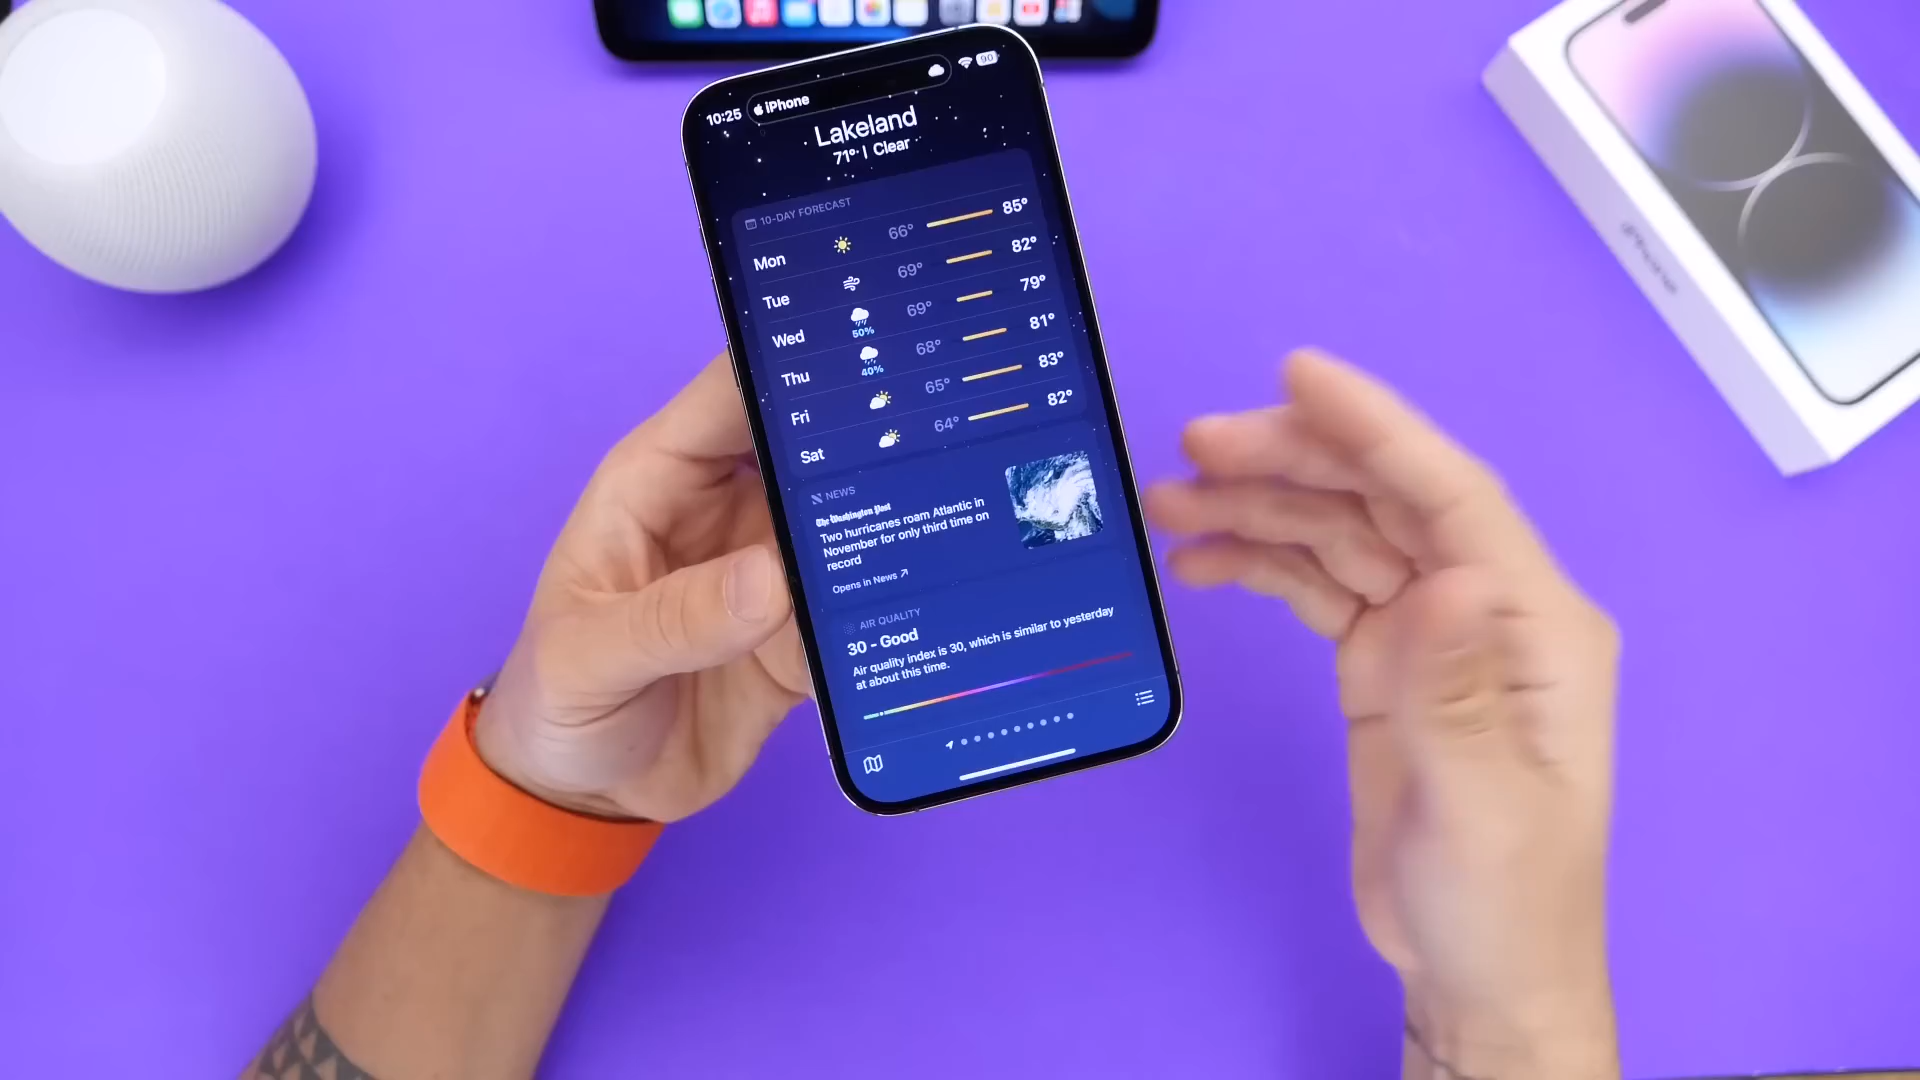 10:25
iPhone
90
Lakeland
71° | Clear
10-DAY FORECAST
Mon 66° 85°
Tue 69° 82°
Wed 50% 69° 79°
Thu 40% 68° 81°
Fri 65° 83°
Sat 64° 82°
NEWS
The Washington Post
Two hurricanes roam Atlantic in
November for only third time on
record
Opens in News
AIR QUALITY
30 - Good
Air quality index is 30, which is similar to yesterday
at about this time.
iPhone